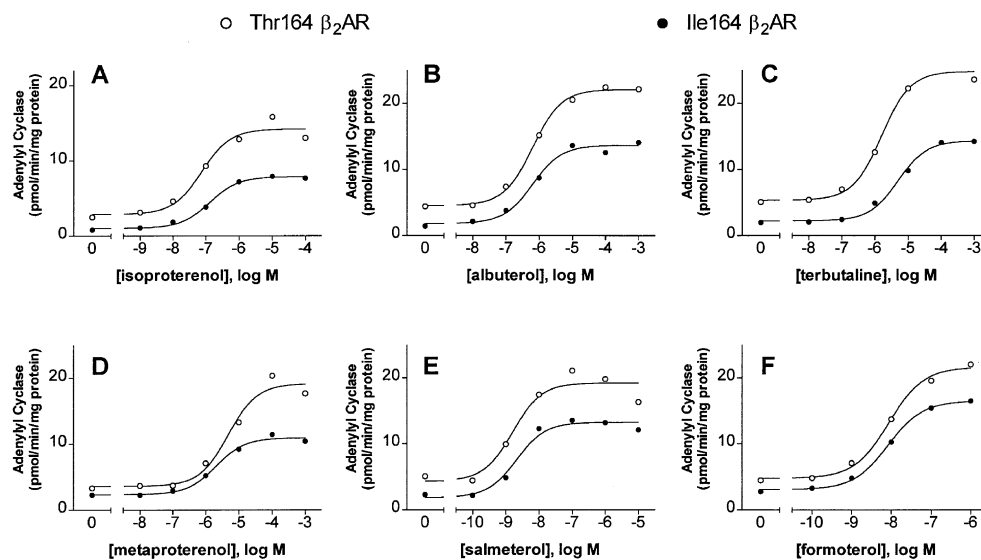 Thr164 β₂AR
Ile164 β₂AR
A
Adenylyl Cyclase
(pmol/min/mg protein)
20
10
0
0 -9 -8 -7 -6 -5 -4
[isoproterenol], log M
B
Adenylyl Cyclase
(pmol/min/mg protein)
20
10
0
0 -8 -7 -6 -5 -4 -3
[albuterol], log M
C
Adenylyl Cyclase
(pmol/min/mg protein)
20
10
0
0 -8 -7 -6 -5 -4 -3
[terbutaline], log M
D
Adenylyl Cyclase
(pmol/min/mg protein)
20
10
0
0 -8 -7 -6 -5 -4 -3
[metaproterenol], log M
E
Adenylyl Cyclase
(pmol/min/mg protein)
20
10
0
0 -10 -9 -8 -7 -6 -5
[salmeterol], log M
F
Adenylyl Cyclase
(pmol/min/mg protein)
20
10
0
0 -10 -9 -8 -7 -6
[formoterol], log M